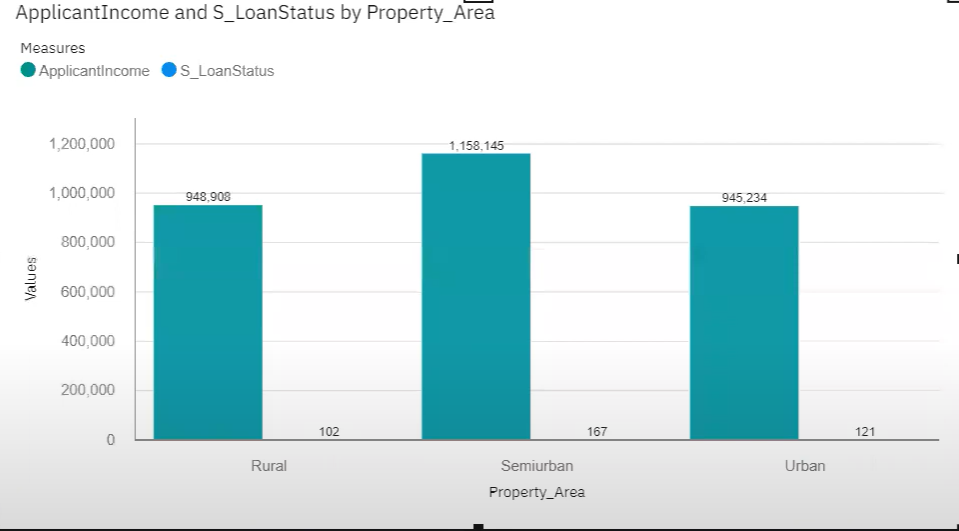 ApplicantIncome and S_LoanStatus by Property_Area
Measures
ApplicantIncome S_LoanStatus
1,200,000
1,000,000
800,000
600,000
400,000
200,000
0
Values
948,908
102
1,158,145
167
945,234
121
Rural Semiurban Urban
Property_Area